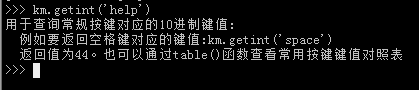 >>> km.getint('help')
用于查询常规按键对应的10进制键值:
例如要返回空格键对应的键值:km.getint('space')
返回值为44。也可以通过table()函数查看常用按键键值对照表
>>>